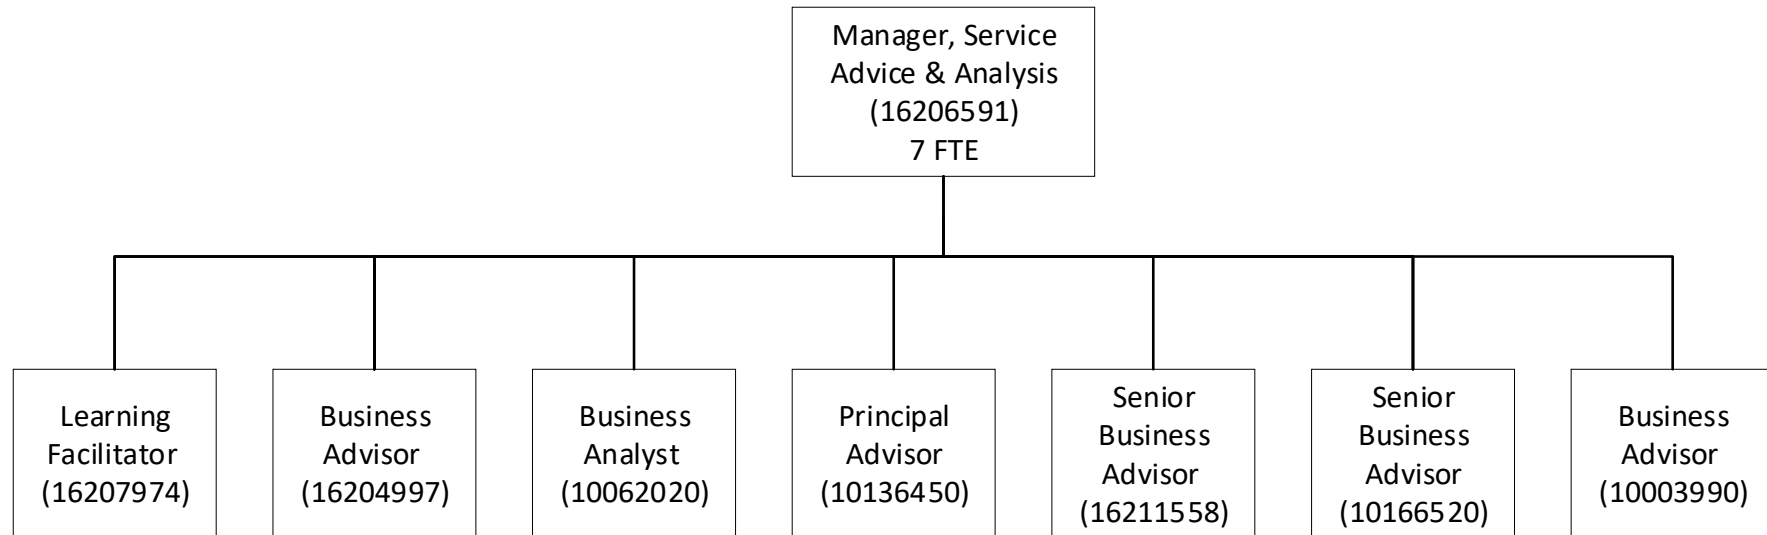 Manager, Service
Advice & Analysis
(16206591)
7 FTE
Learning
Facilitator
(16207974)
Business
Advisor
(16204997)
Business
Analyst
(10062020)
Principal
Advisor
(10136450)
Senior
Business
Advisor
(16211558)
Senior
Business
Advisor
(10166520)
Business
Advisor
(10003990)